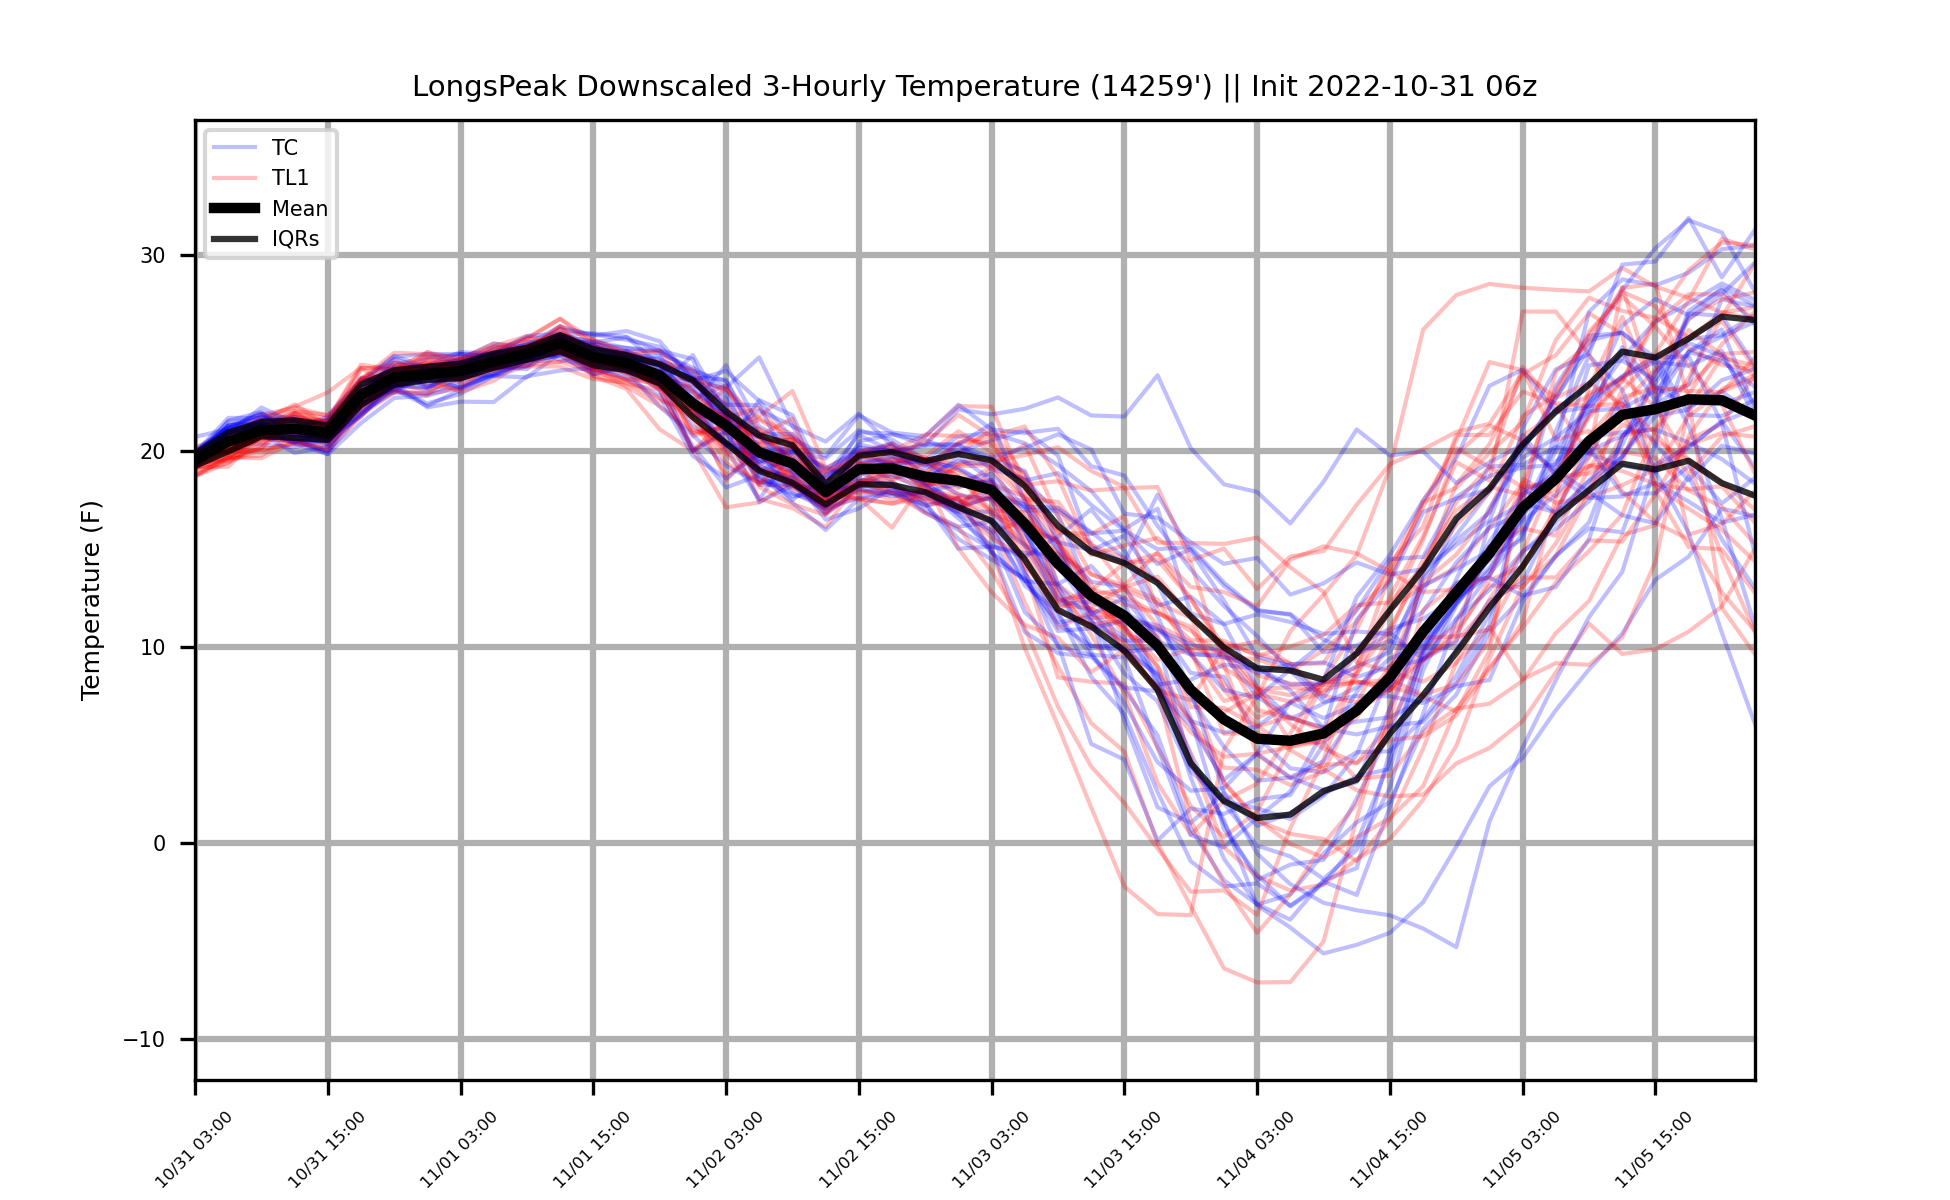 LongsPeak Downscaled 3-Hourly Temperature (14259') || Init 2022-10-31 06z
TC
TL1
Mean
IQRs
Temperature (F)
30
20
10
0
−10
10/31 03:00
10/31 15:00
11/01 03:00
11/01 15:00
11/02 03:00
11/02 15:00
11/03 03:00
11/03 15:00
11/04 03:00
11/04 15:00
11/05 03:00
11/05 15:00